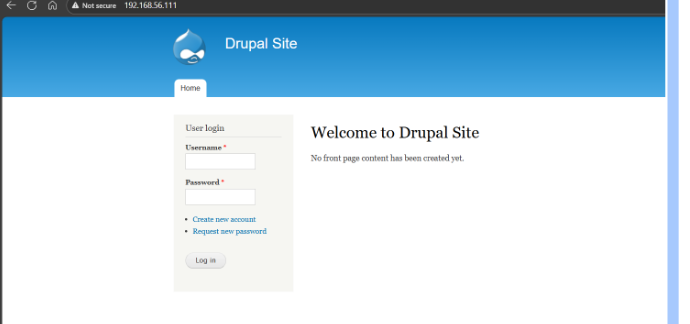 Not secure 192.168.56.111
Drupal Site
Home
User login
Username *
Password *
Create new account
Request new password
Log in
Welcome to Drupal Site
No front page content has been created yet.